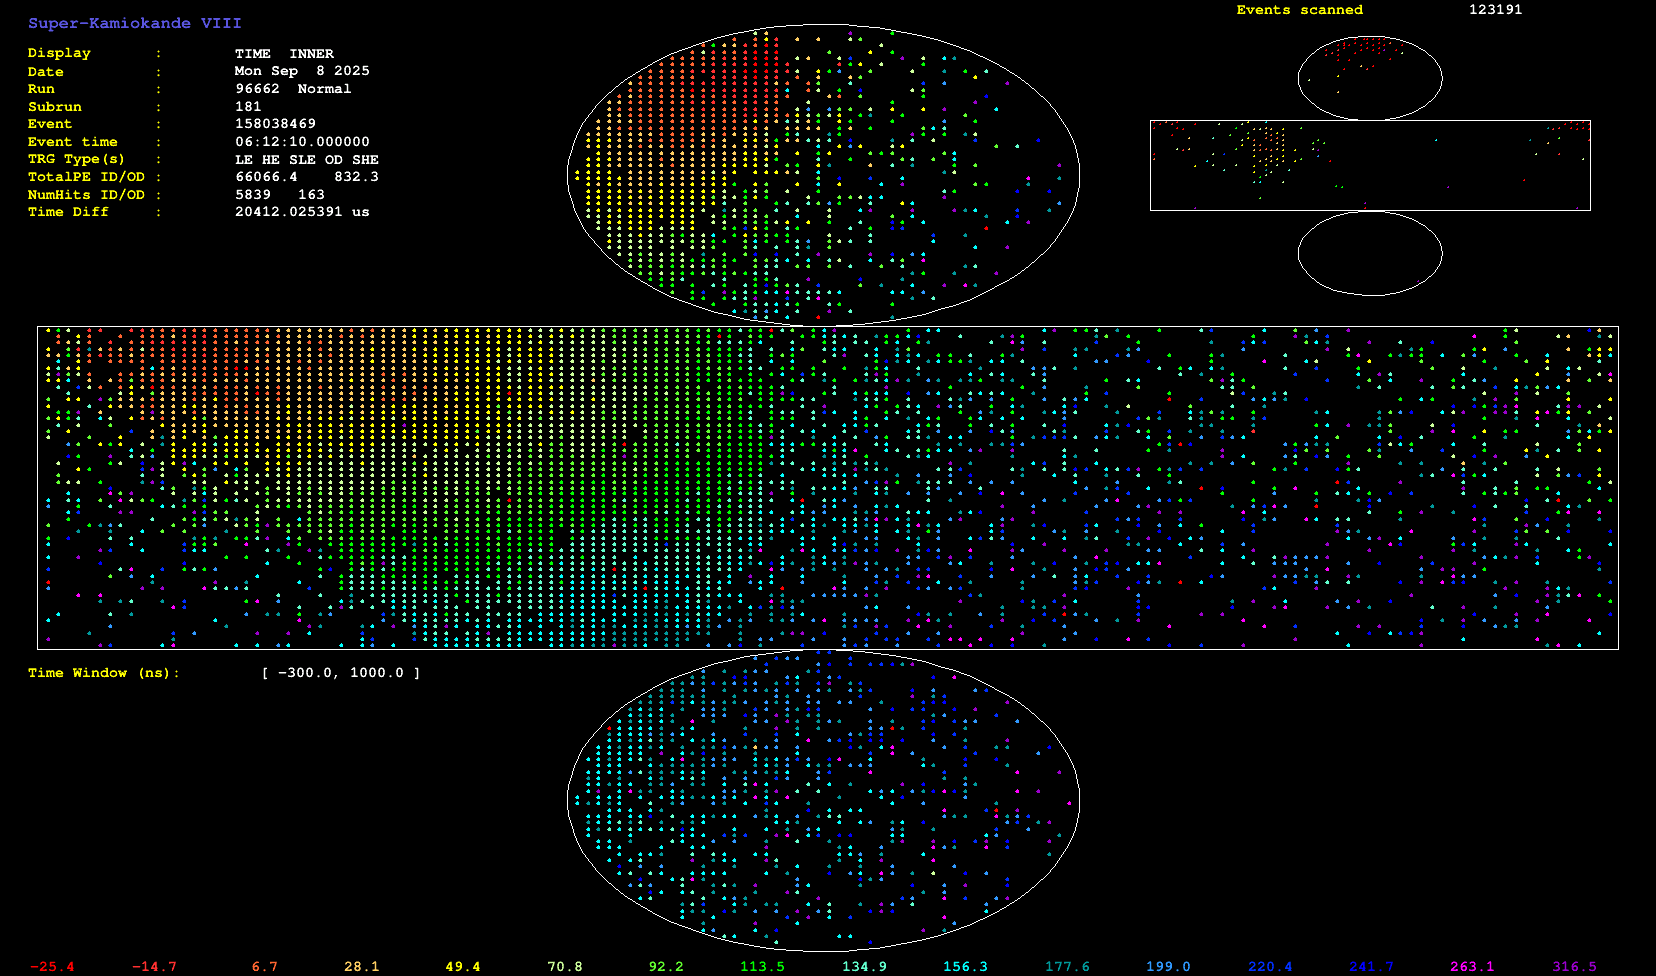 Super-Kamiokande VIII
Events scanned 123191
Display : TIME INNER
Date : Mon Sep 8 2025
Run : 96662 Normal
Subrun : 181
Event : 158038469
Event time : 06:12:10.000000
TRG Type(s) : LE HE SLE OD SHE
TotalPE ID/OD : 66066.4 832.3
NumHits ID/OD : 5839 163
Time Diff : 20412.025391 us
Time Window (ns): [ -300.0, 1000.0 ]
-25.4 -14.7 6.7 28.1 49.4 70.8 92.2 113.5 134.9 156.3 177.6 199.0 220.4 241.7 263.1 316.5